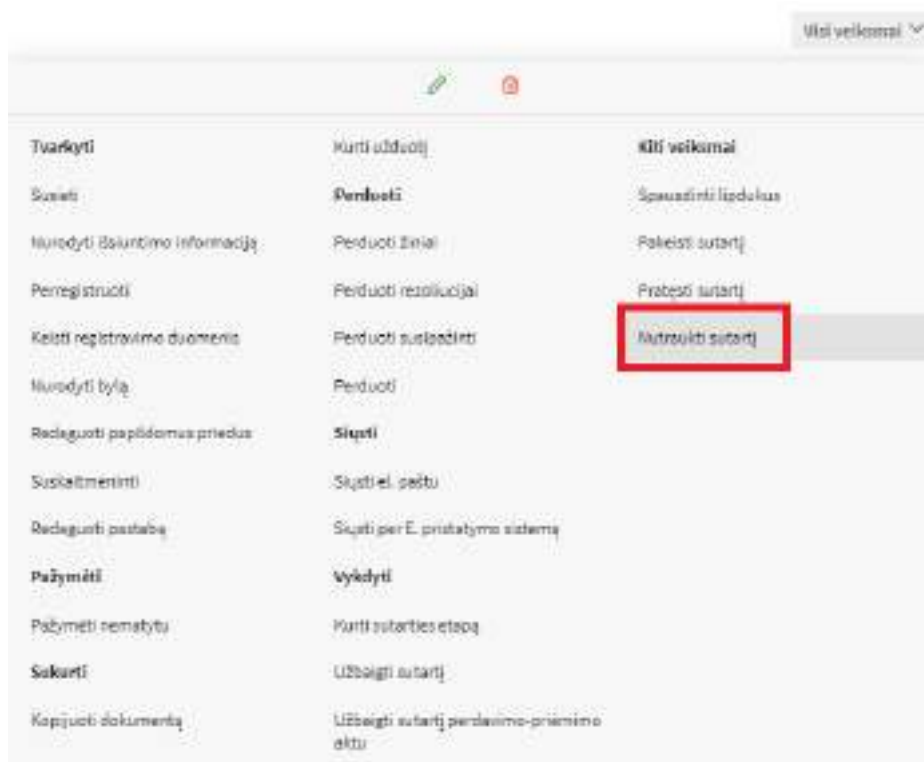 Visi veiksmai
Tvarkyti
Susieti
Nurodyti išsiuntimo informaciją
Perregistruoti
Keisti registravimo duomenis
Nurodyti bylą
Redaguoti papildomus priedus
Suskaitmeninti
Redaguoti pastabą
Pažymėti
Pažymėti nematytu
Sukurti
Kopijuoti dokumentą
Kurti užduotį
Perduoti
Perduoti žiniai
Perduoti rezoliucijai
Perduoti susipažinti
Perduoti
Siųsti
Siųsti el. paštu
Siųsti per E. pristatymo sistemą
Vykdyti
Kurti sutarties etapą
Užbaigti sutartį
Užbaigti sutartį perdavimo-priėmimo
aktu
Kiti veiksmai
Spausdinti lipdukus
Pakeisti sutartį
Pratęsti sutartį
Nutraukti sutartį